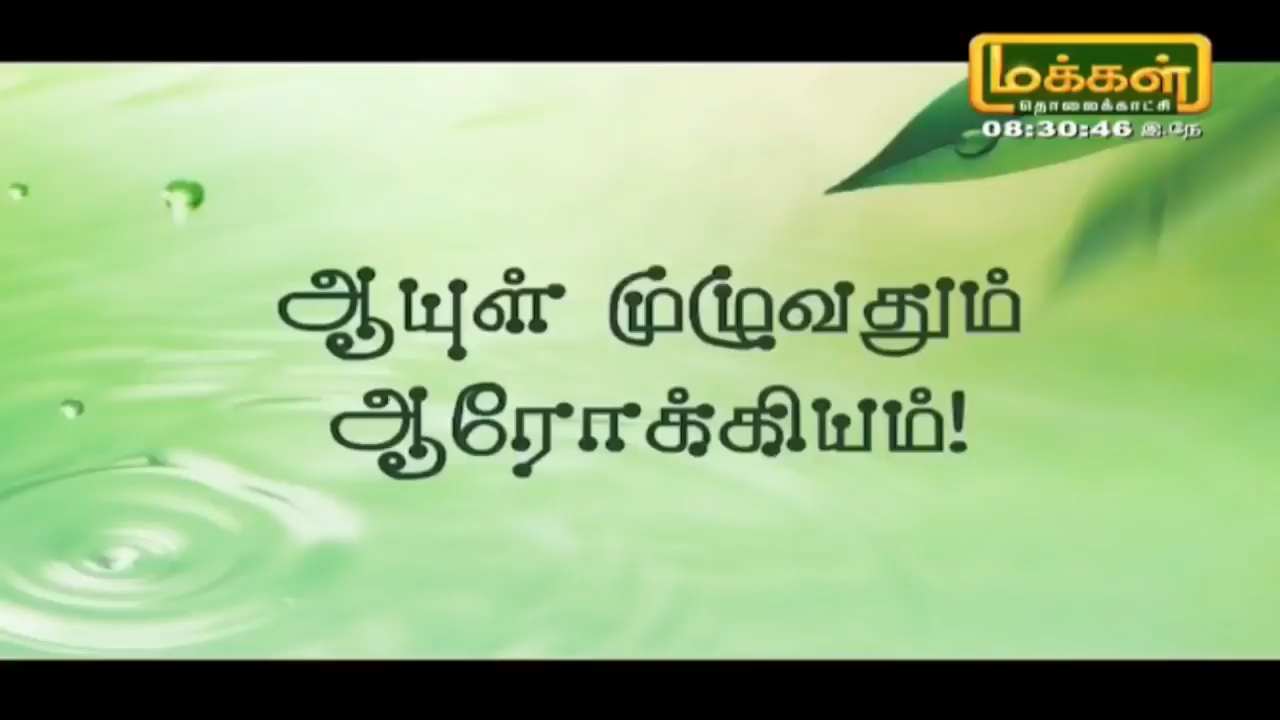 மக்கள்
தொலைக்காட்சி
08:30:46 இ.நே
ஆயுள் முழுவதும்
ஆரோக்கியம்!